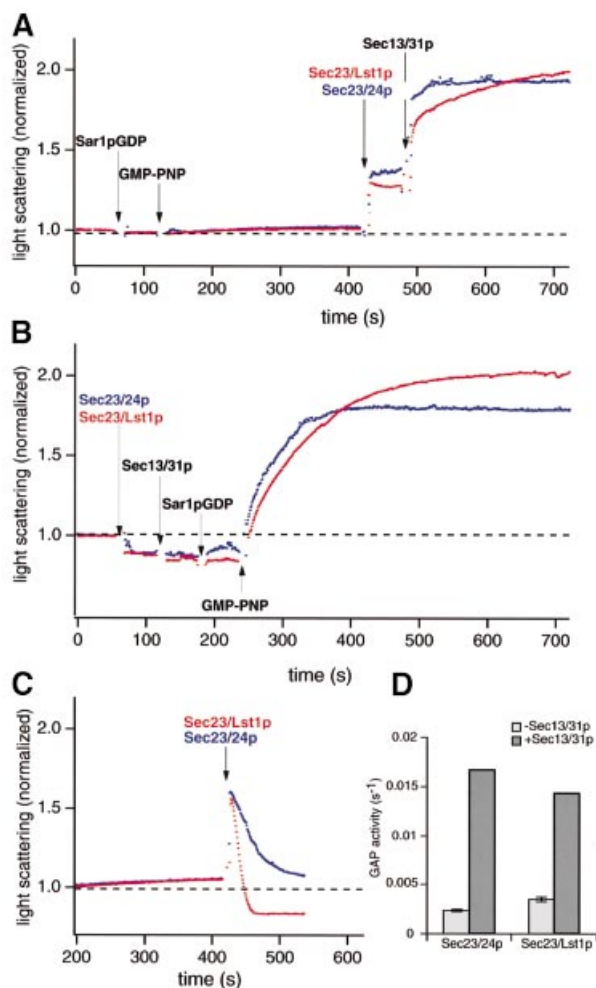 A
Sec13/31p
Sec23/Lst1p
Sec23/24p
Sar1pGDP
GMP-PNP
light scattering (normalized)
2.0
1.5
1.0
0 100 200 300 400 500 600 700
time (s)
B
Sec23/24p
Sec23/Lst1p
Sec13/31p
Sar1pGDP
GMP-PNP
light scattering (normalized)
2.0
1.0
0 100 200 300 400 500 600 700
time (s)
C
Sec23/Lst1p
Sec23/24p
light scattering (normalized)
2.0
1.5
1.0
200 300 400 500 600
time (s)
D
-Sec13/31p
+Sec13/31p
GAP activity (s-1)
0.02
0.015
0.01
0.005
0
Sec23/24p Sec23/Lst1p